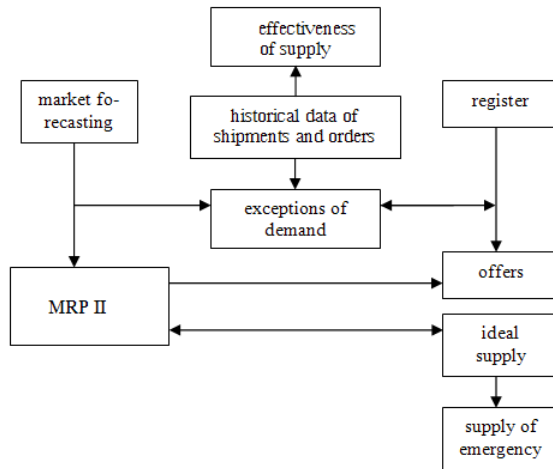 effectiveness
of supply
market fo-
recasting
historical data of
shipments and orders
register
exceptions of
demand
MRP II
offers
ideal
supply
supply of
emergency